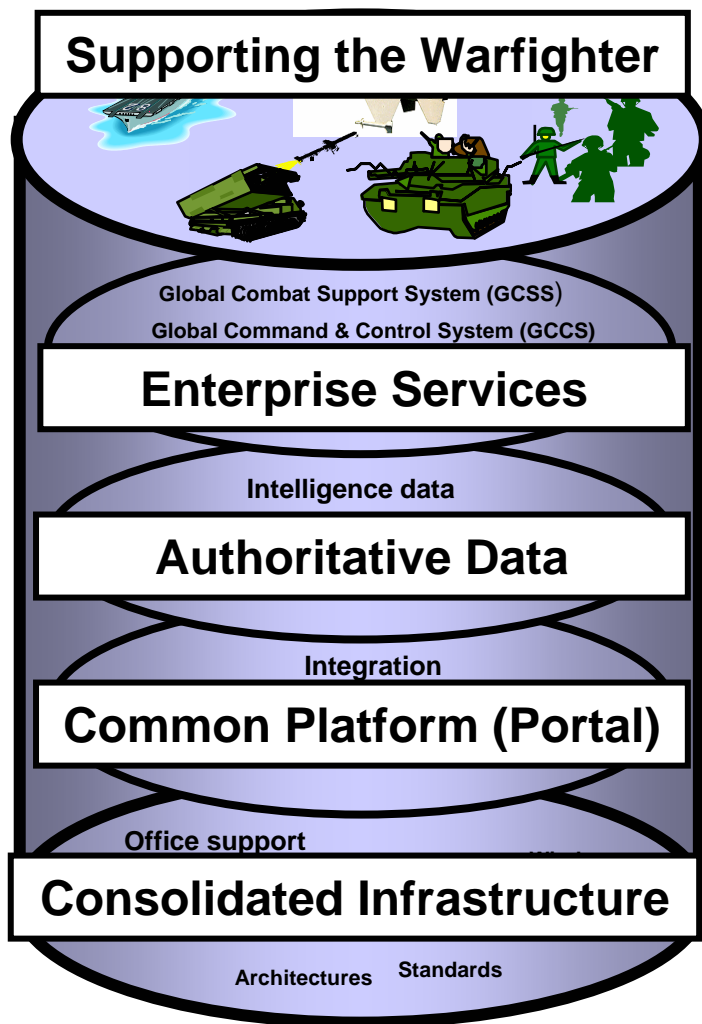 Supporting the Warfighter
Global Combat Support System (GCSS)
Global Command & Control System (GCCS)
Enterprise Services
Intelligence data
Authoritative Data
Integration
Common Platform (Portal)
Office support
Consolidated Infrastructure
Architectures Standards